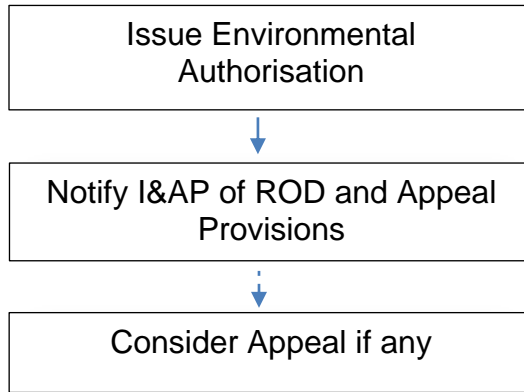 Issue Environmental
Authorisation
Notify I&AP of ROD and Appeal
Provisions
Consider Appeal if any